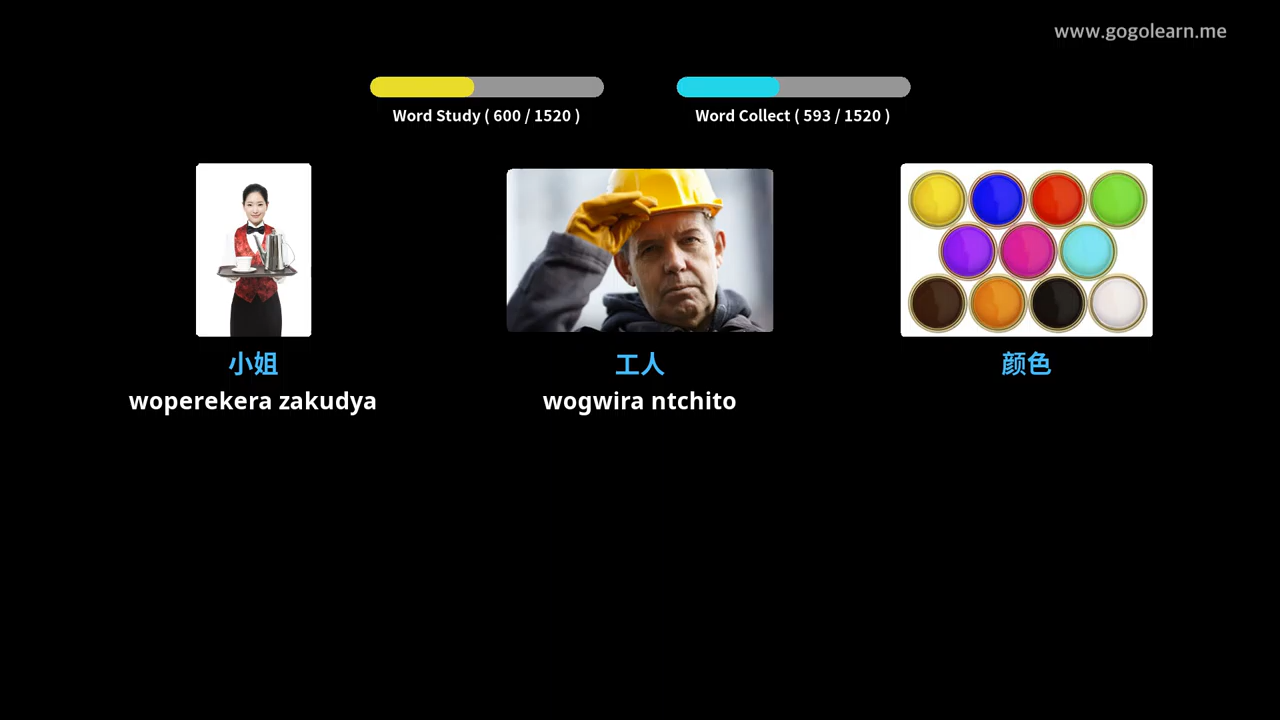 www.gogolearn.me
Word Study ( 600 / 1520 )
Word Collect ( 593 / 1520 )
小姐
工人
颜色
woperekera zakudya
wogwira ntchito